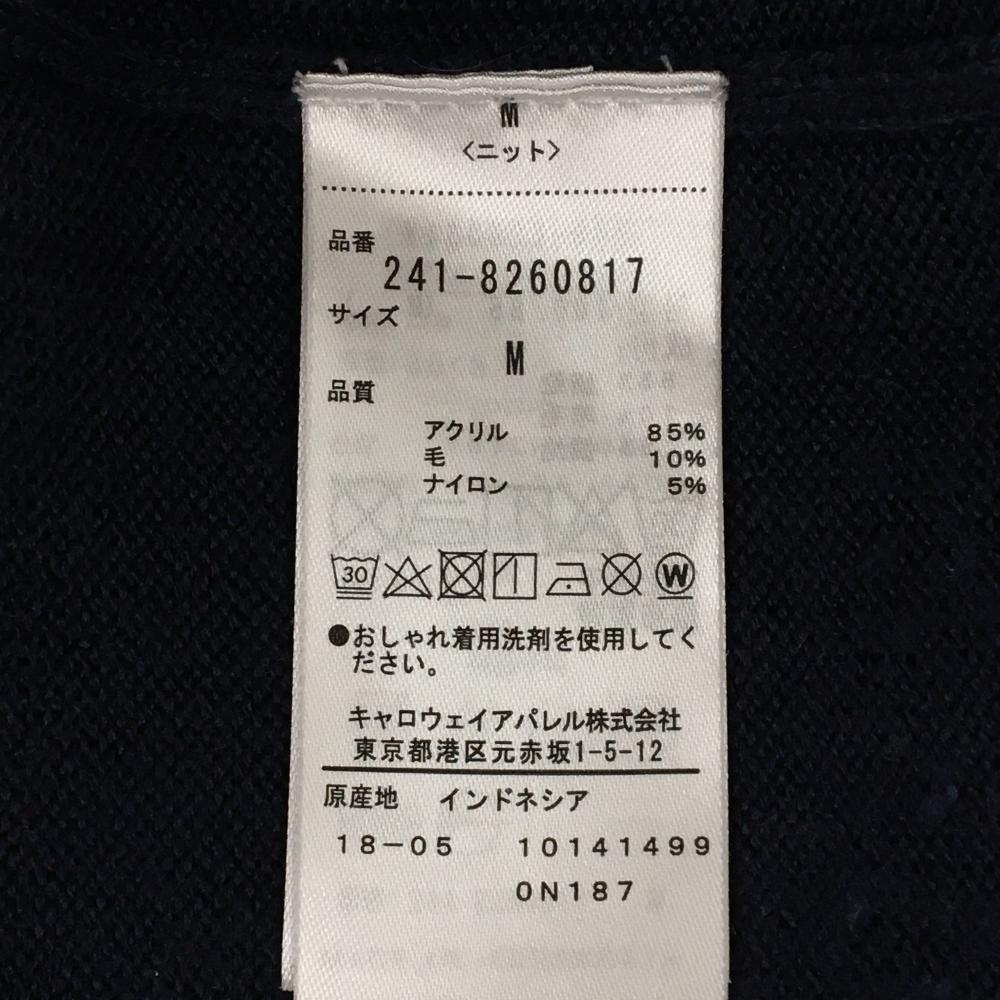 M
<ニット>
品番
241-8260817
サイズ
M
品質
アクリル 85%
毛 10%
ナイロン 5%
30 W
●おしゃれ着用洗剤を使用してく
ださい。
キャロウェイアパレル株式会社
東京都港区元赤坂1-5-12
原産地 インドネシア
18-05 10141499
0N187